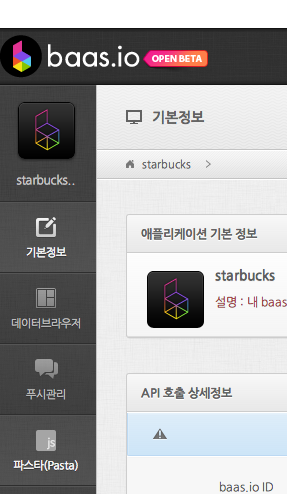 baas.io OPEN BETA
starbucks..
기본정보
데이터브라우저
푸시관리
js
파스타(Pasta)
기본정보
starbucks >
애플리케이션 기본 정보
starbucks
설명 : 내 baas
API 호출 상세정보
baas.io ID